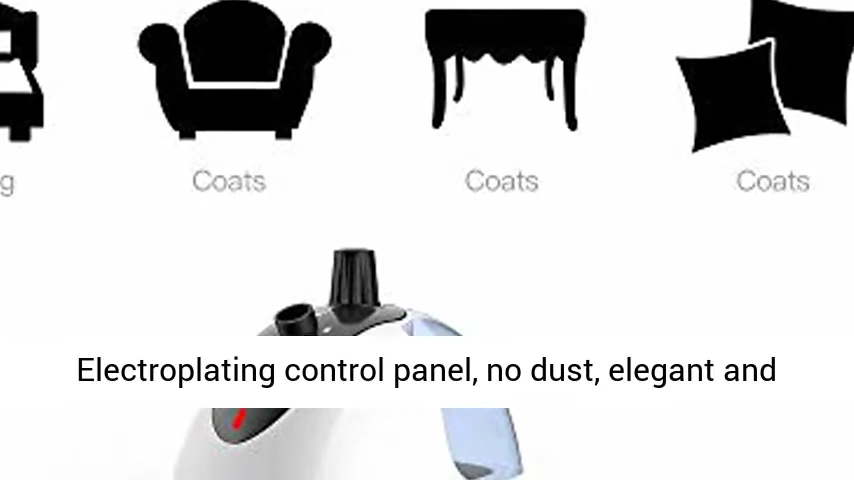 g
Coats
Coats
Coats
Electroplating control panel, no dust, elegant and